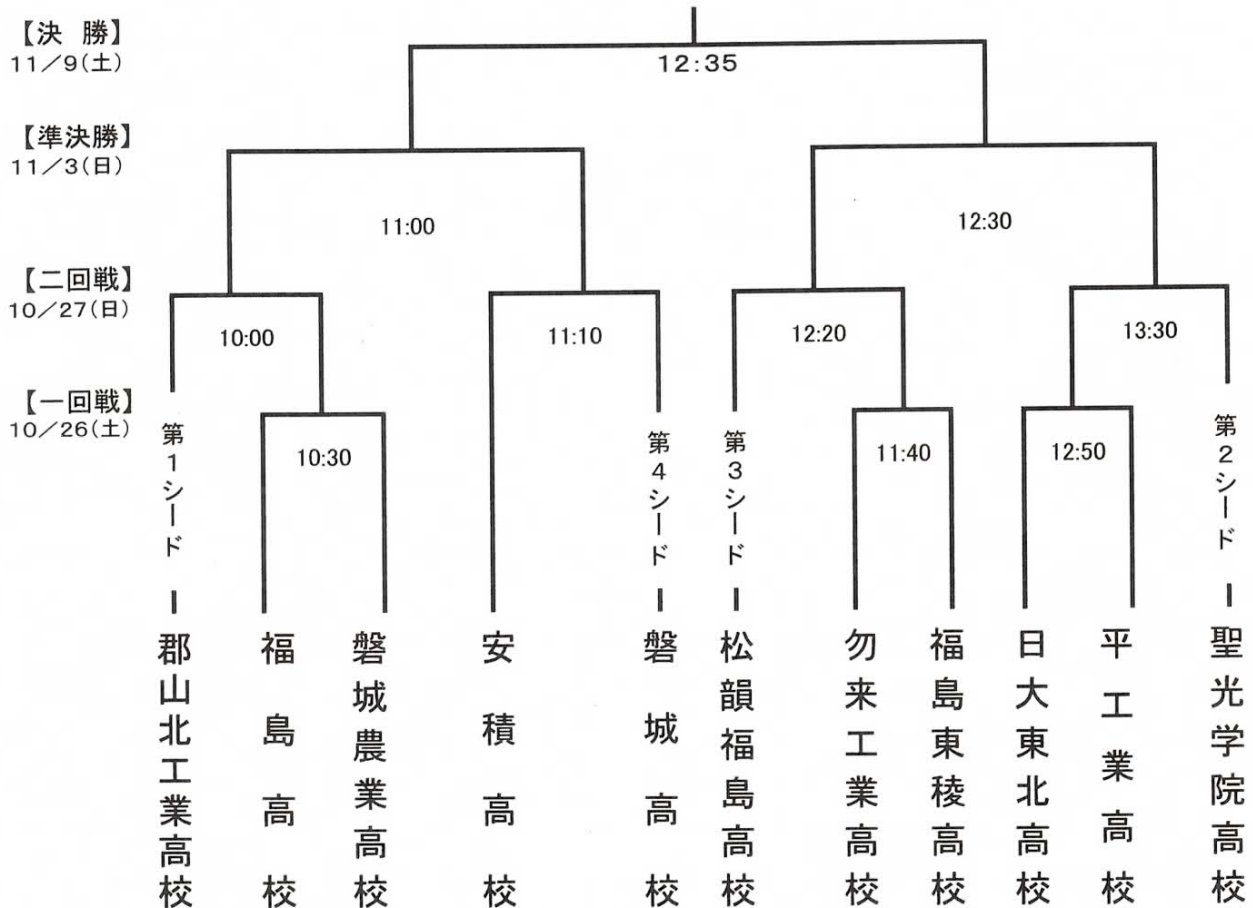 【決 勝】
11/9(土)
12:35
【準決勝】
11/3(日)
11:00
12:30
【二回戦】
10/27(日)
10:00
11:10
12:20
13:30
【一回戦】
10/26(土)
10:30
11:40
12:50
第1シード
第4シード
第3シード
第2シード
郡山北工業高校
福島高校
磐城農業高校
安積高校
磐城高校
松韻福島高校
勿来工業高校
福島東稜高校
日大東北高校
平工業高校
聖光学院高校